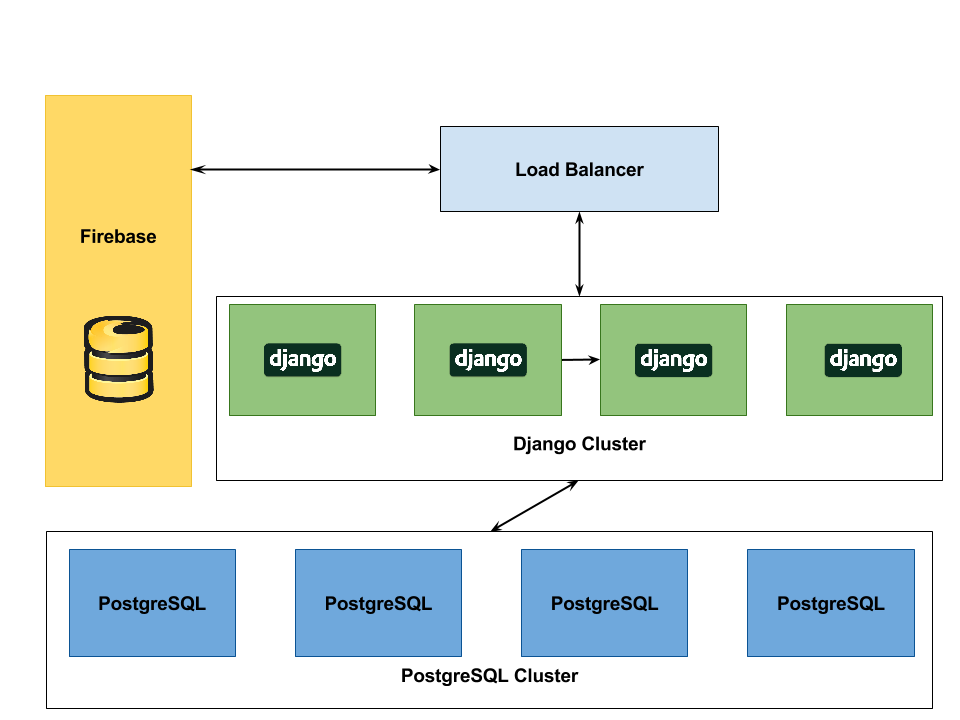 Load Balancer
Firebase
django
django
django
django
Django Cluster
PostgreSQL
PostgreSQL
PostgreSQL
PostgreSQL
PostgreSQL Cluster